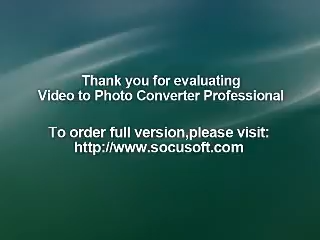 Thank you for evaluating
Video to Photo Converter Professional
To order full version,please visit:
http://www.socusoft.com